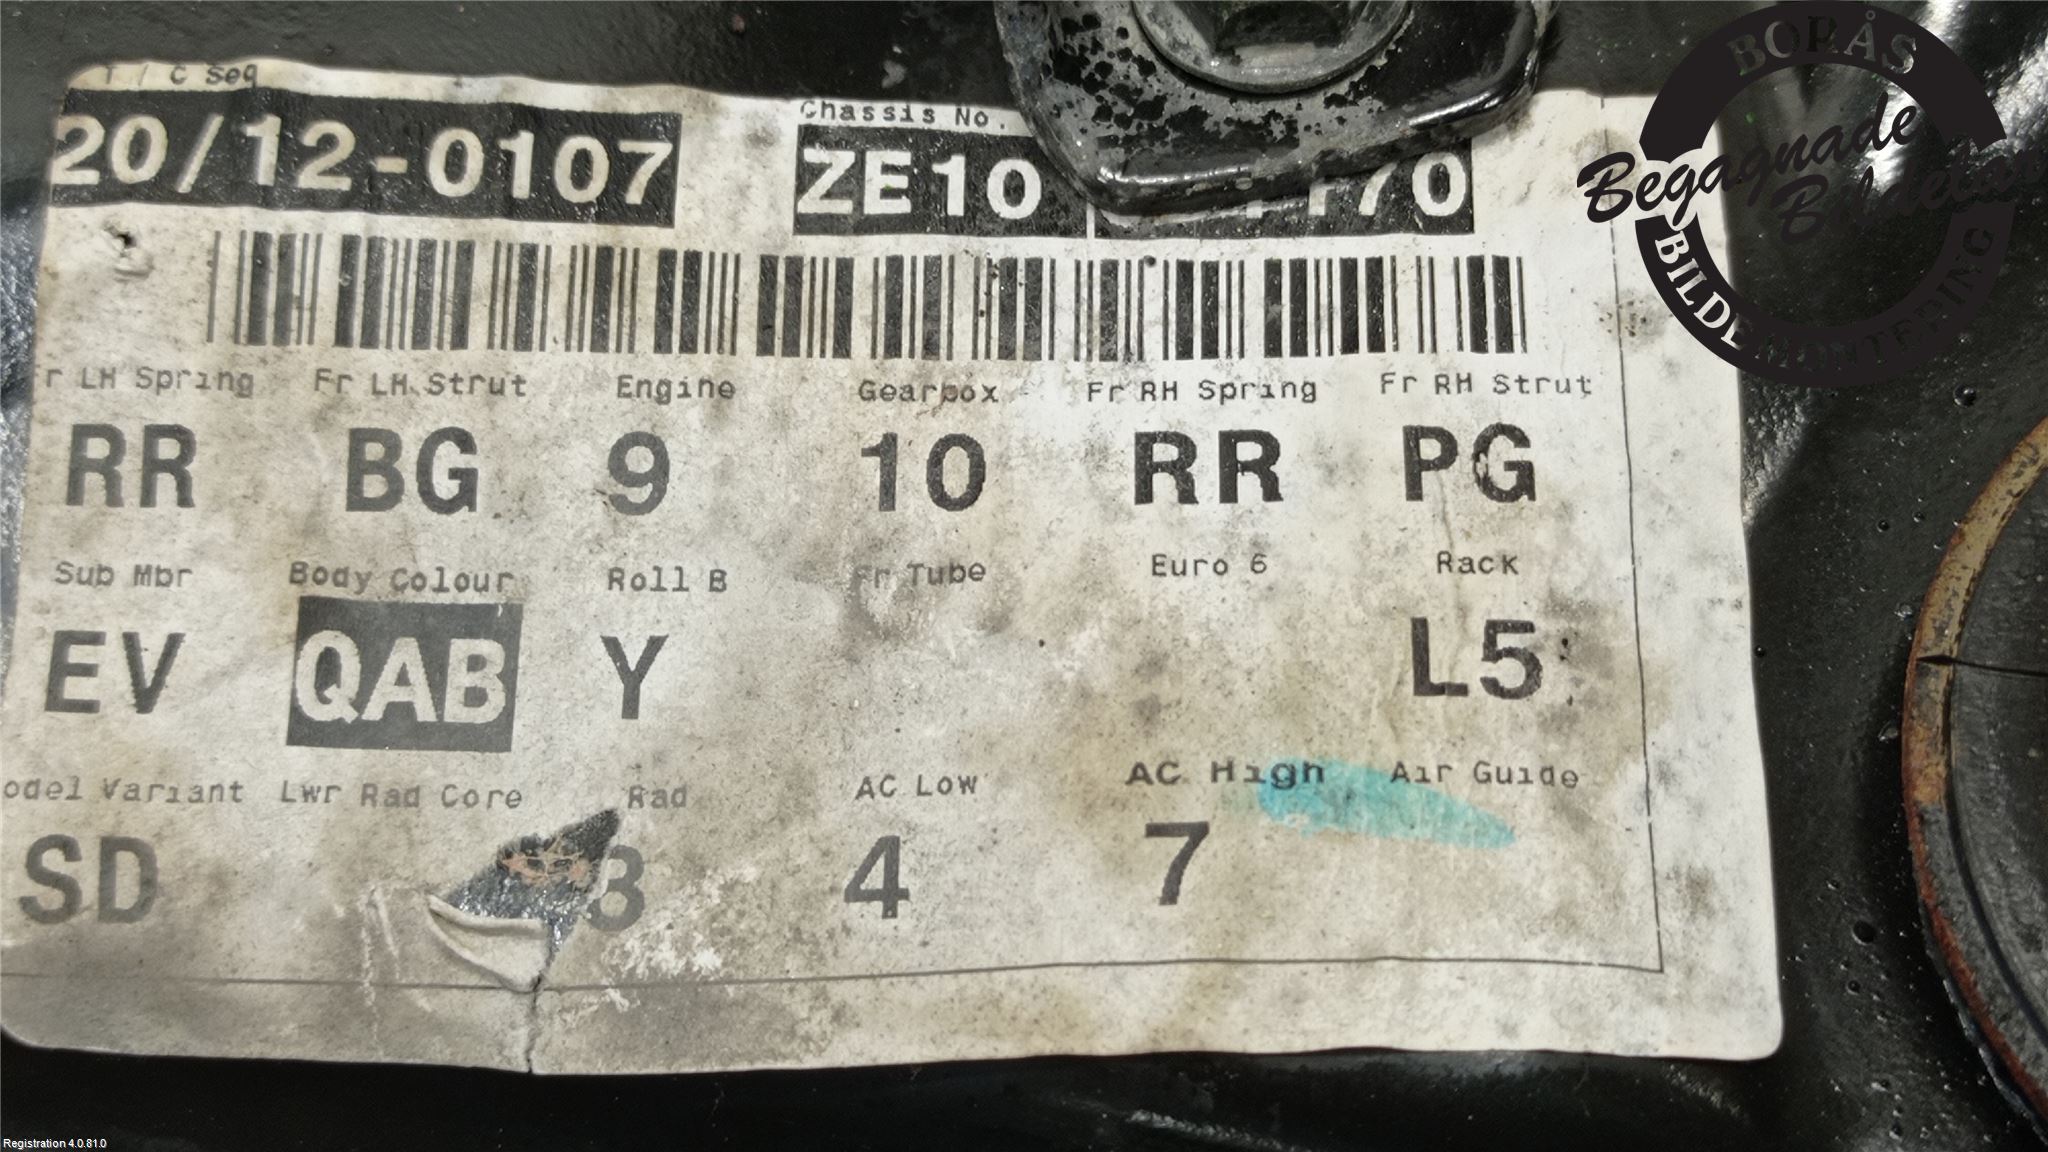 T / C Seq
20/12-0107
Chassis No.
ZE10 70
Fr LH Spring Fr LH Strut Engine Gearbox Fr RH Spring Fr RH Strut
RR BG 9 10 RR PG
Sub Mbr Body Colour Roll B Fr Tube Euro 6 Rack
EV QAB Y L5
odel Variant Lwr Rad Core Rad AC Low AC High Air Guide
SD 3 4 7
BORÅS
Begagnade
Bildelar
BILDEMONTERING
Registration 4.0.81.0